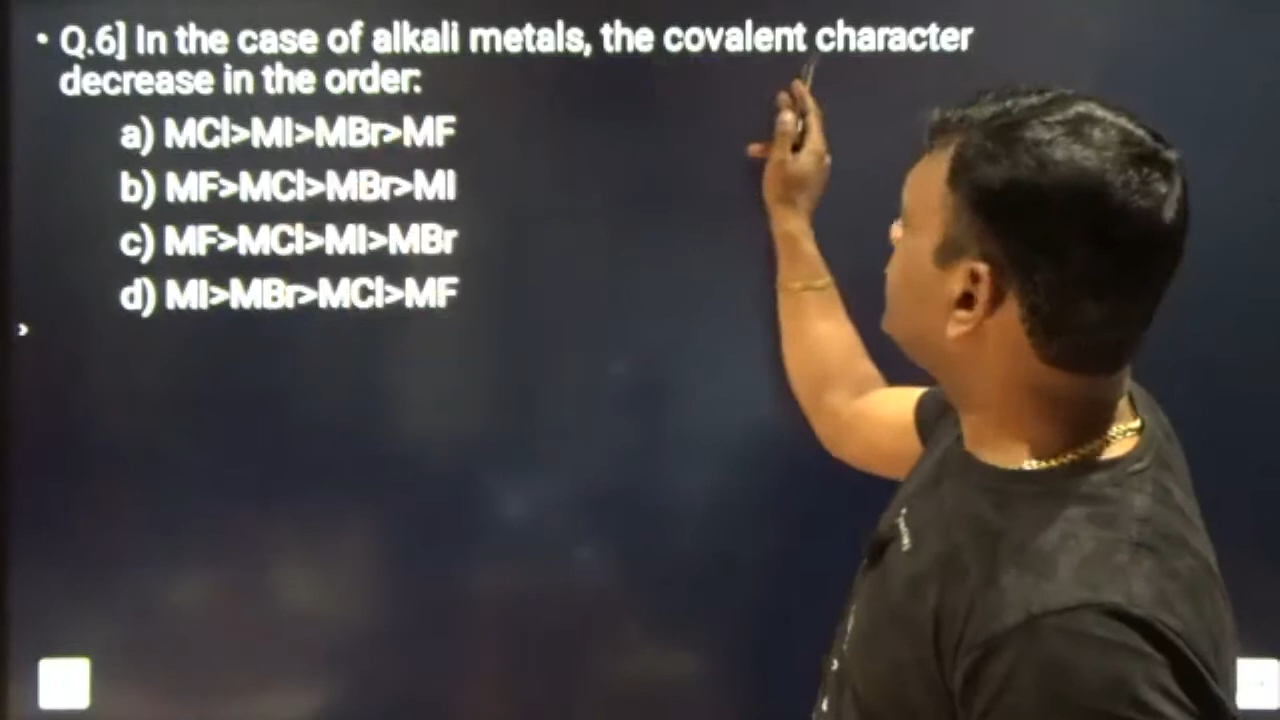 • Q.6] In the case of alkali metals, the covalent character
decrease in the order:
a) MCl>MI>MBr>MF
b) MF>MCl>MBr>MI
c) MF>MCl>MI>MBr
d) MI>MBr>MCl>MF